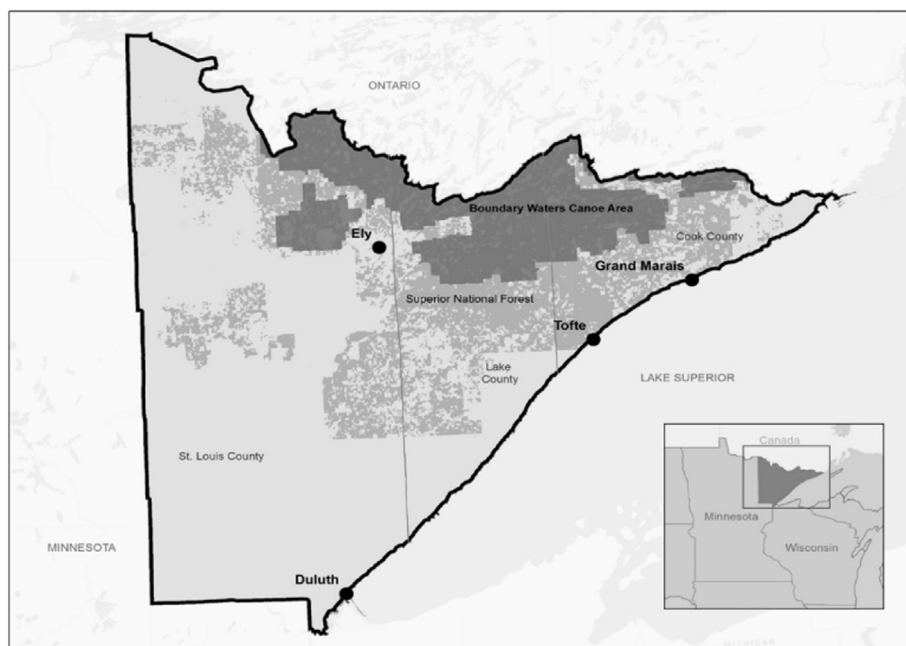 ONTARIO
Boundary Waters Canoe Area
Ely
Cook County
Grand Marais
Superior National Forest
Tofte
Lake
County
LAKE SUPERIOR
St. Louis County
Canada
Minnesota
Wisconsin
MINNESOTA
Duluth
MICHIGAN